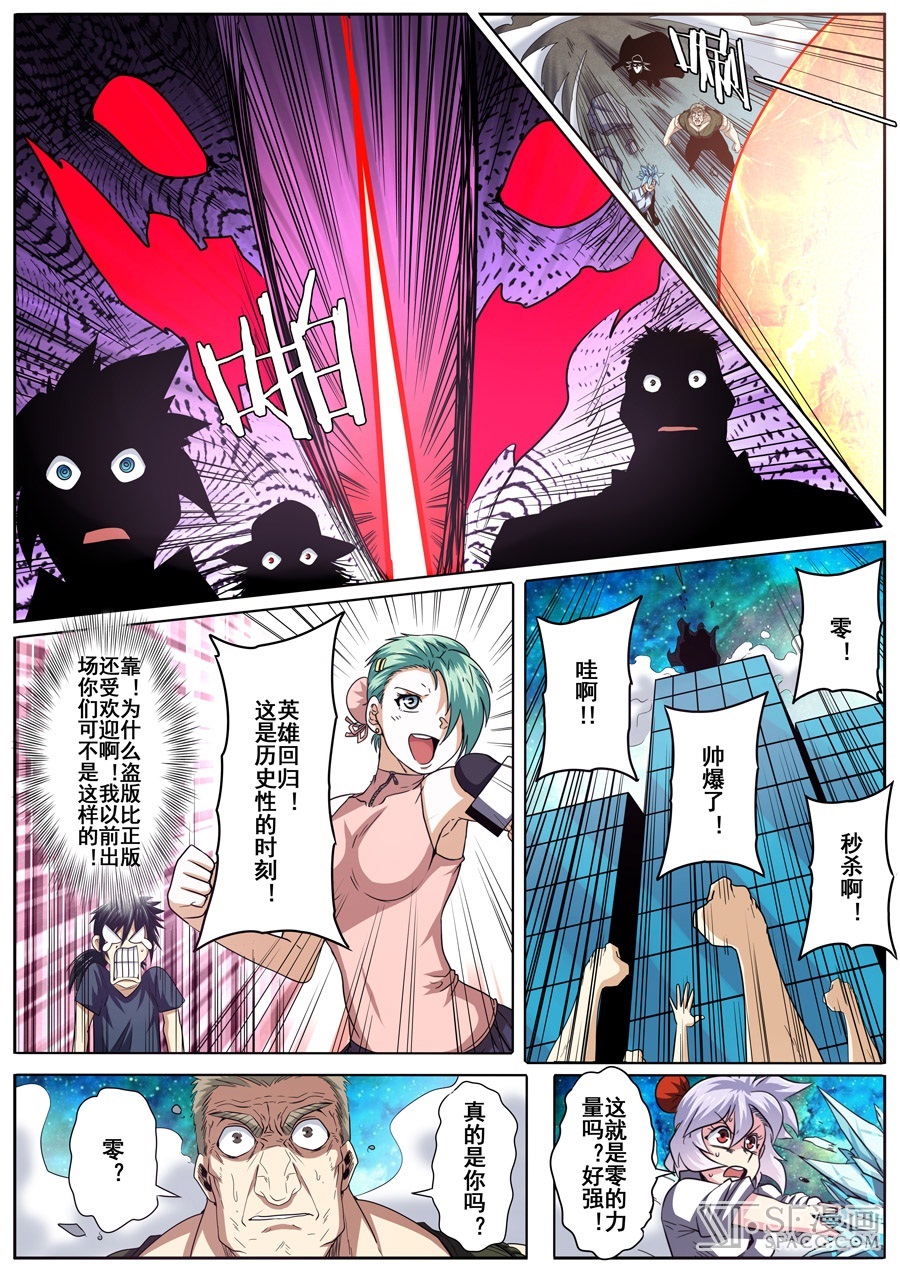 唰
啪
零！
哇啊！！
帅爆了！
秒杀啊！
英雄回归！
这是历史性的时刻！
靠！为什么盗版比正版
还受欢迎啊！我以前出
场你们可不是这样的！
真的是你吗？
零？
这就是零的力
量吗？好
强！
SF漫画
SPACG.COM